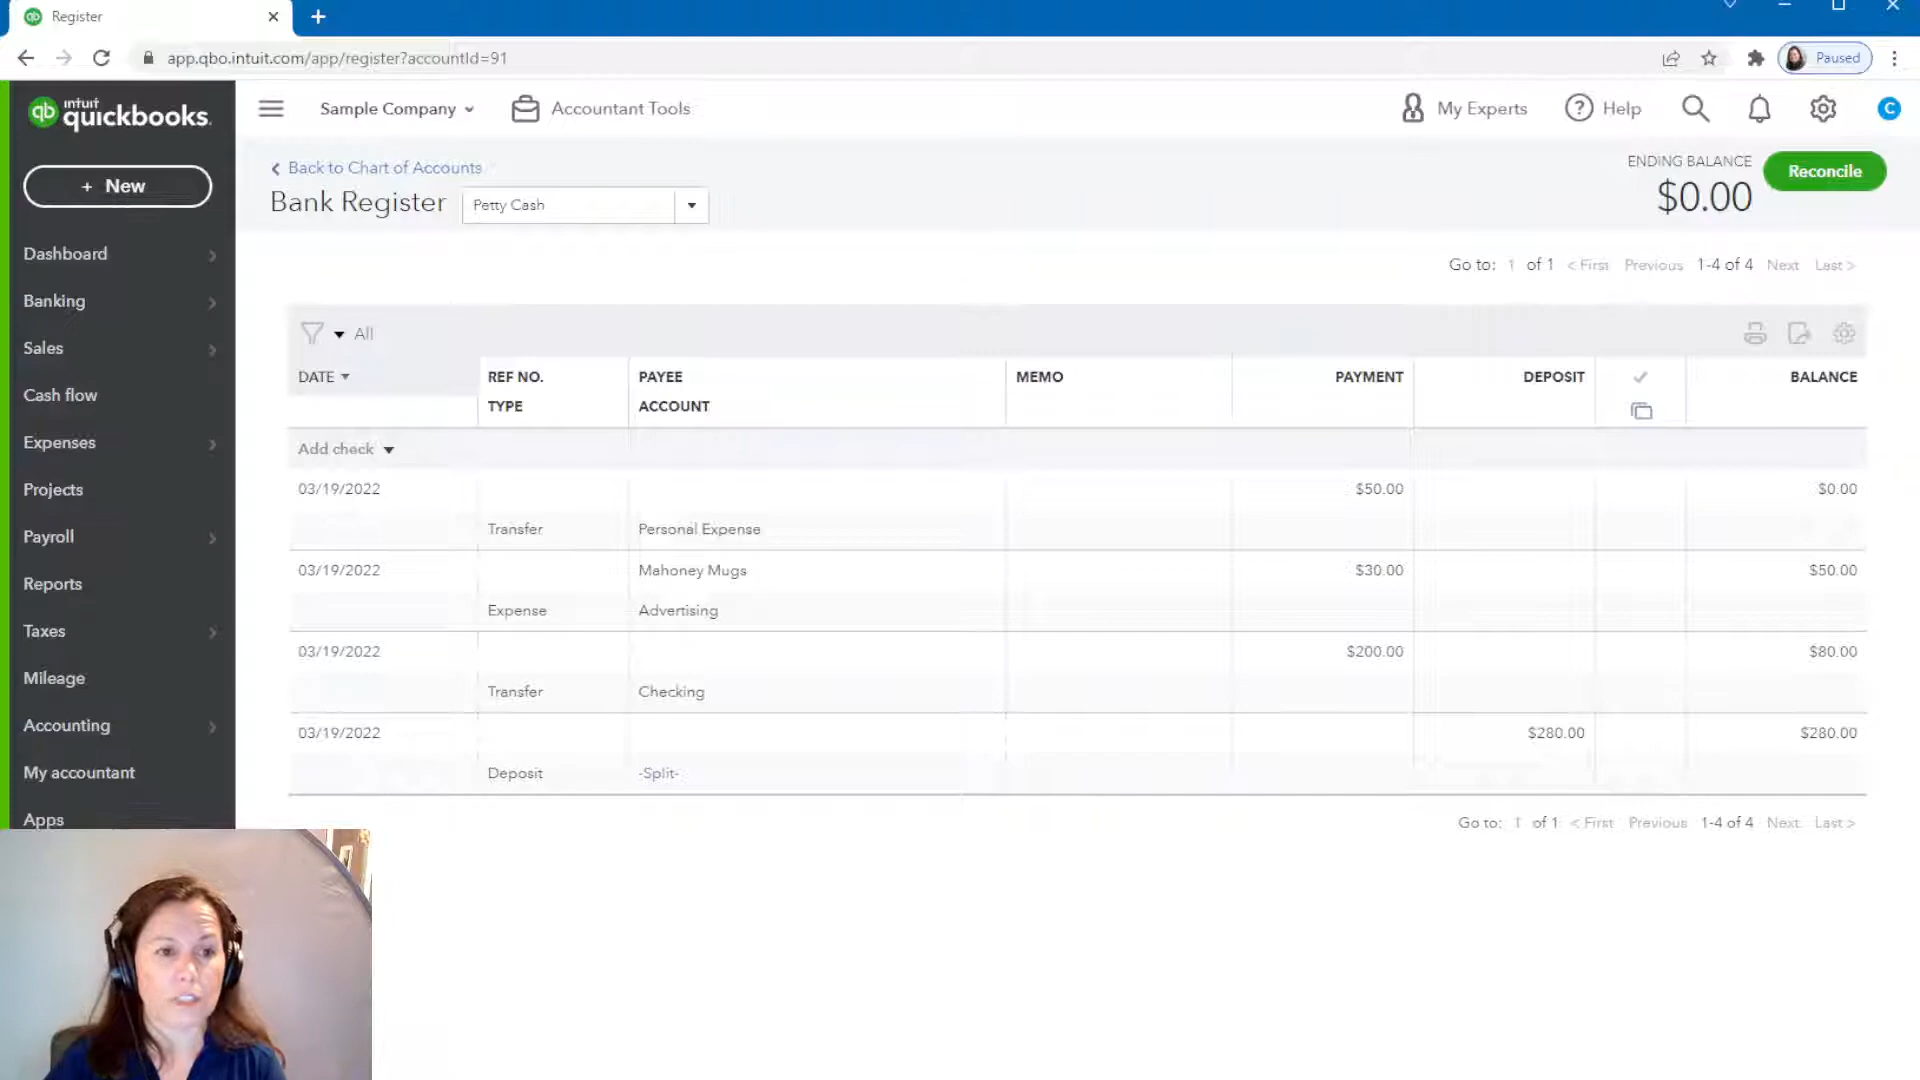 Register
app.qbo.intuit.com/app/register?accountId=91
Paused
intuit
quickbooks.
Sample Company
Accountant Tools
My Experts
Help
C
+ New
Back to Chart of Accounts
Bank Register
Petty Cash
ENDING BALANCE
$0.00
Reconcile
Dashboard
Banking
Sales
Cash flow
Expenses
Projects
Payroll
Reports
Taxes
Mileage
Accounting
My accountant
Apps
Go to: 1 of 1 < First Previous 1-4 of 4 Next Last >
All
DATE REF NO. PAYEE MEMO PAYMENT DEPOSIT BALANCE
TYPE ACCOUNT
Add check
03/19/2022 $50.00 $0.00
Transfer Personal Expense
03/19/2022 Mahoney Mugs $30.00 $50.00
Expense Advertising
03/19/2022 $200.00 $80.00
Transfer Checking
03/19/2022 $280.00 $280.00
Deposit -Split-
Go to: 1 of 1 < First Previous 1-4 of 4 Next Last >